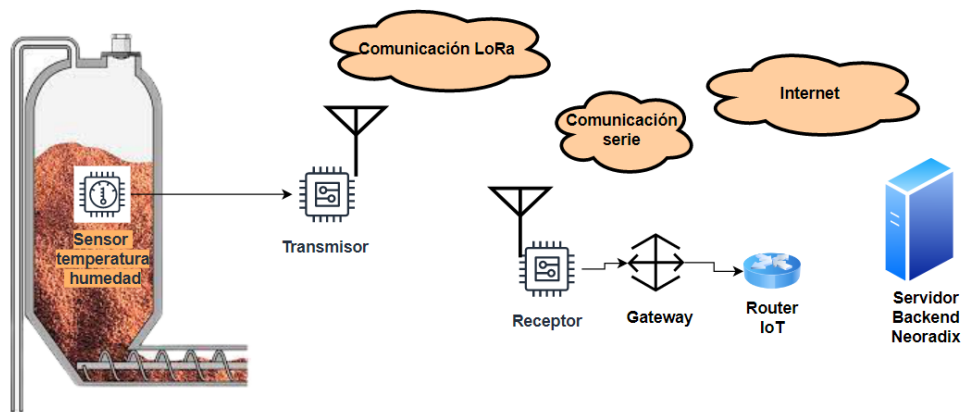 Comunicación LoRa
Internet
Comunicación
serie
Sensor
temperatura
humedad
Transmisor
Receptor
Gateway
Router
IoT
Servidor
Backend
Neoradix